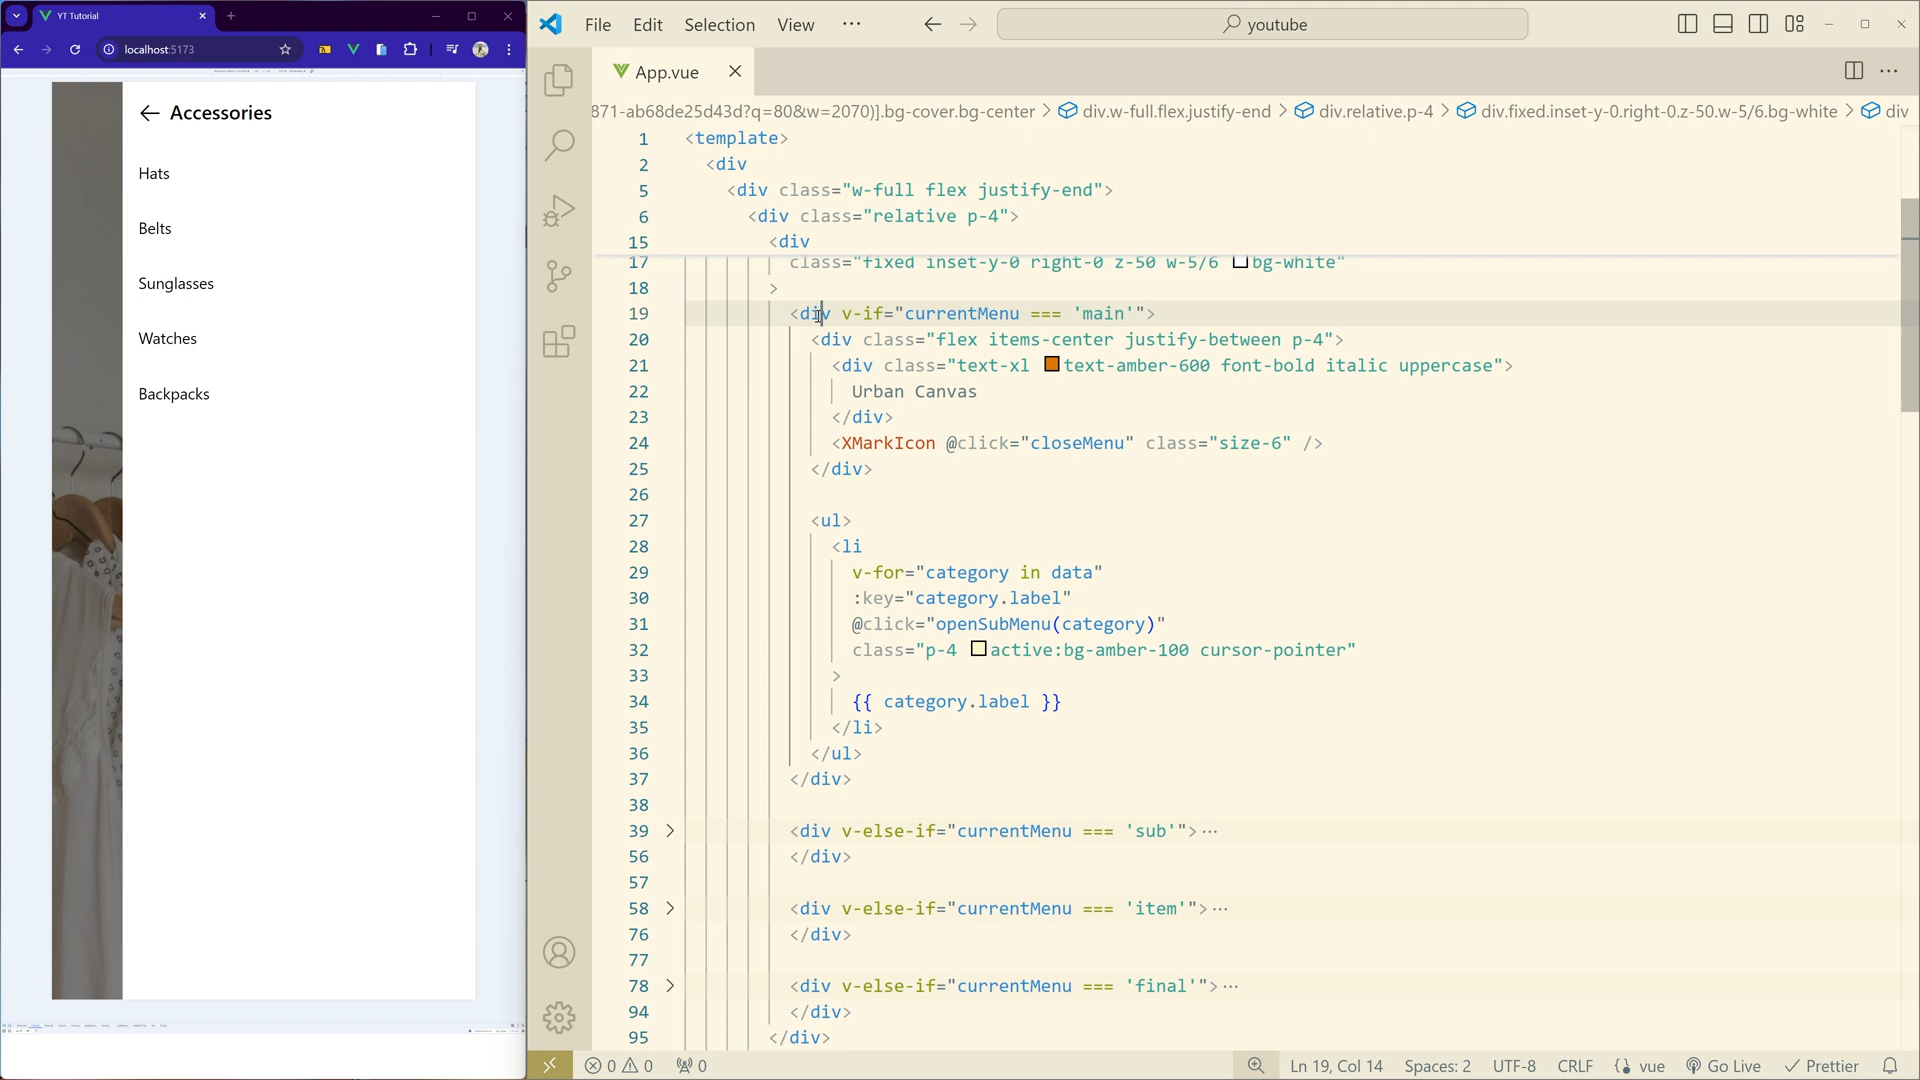 YT Tutorial
localhost:5173
Accessories
Hats
Belts
Sunglasses
Watches
Backpacks
File Edit Selection View ···
youtube
App.vue
871-ab68de25d43d?q=80&w=2070)].bg-cover.bg-center > div.w-full.flex.justify-end > div.relative.p-4 > div.fixed.inset-y-0.right-0.z-50.w-5/6.bg-white > div
1 <template>
2 <div
5 <div class="w-full flex justify-end">
6 <div class="relative p-4">
15 <div
17 class="fixed inset-y-0 right-0 z-50 w-5/6 bg-white"
18 >
19 <div v-if="currentMenu === 'main'">
20 <div class="flex items-center justify-between p-4">
21 <div class="text-xl text-amber-600 font-bold italic uppercase">
22 Urban Canvas
23 </div>
24 <XMarkIcon @click="closeMenu" class="size-6" />
25 </div>
26
27 <ul>
28 <li
29 v-for="category in data"
30 :key="category.label"
31 @click="openSubMenu(category)"
32 class="p-4 active:bg-amber-100 cursor-pointer"
33 >
34 {{ category.label }}
35 </li>
36 </ul>
37 </div>
38
39 <div v-else-if="currentMenu === 'sub'">···
56 </div>
57
58 <div v-else-if="currentMenu === 'item'">···
76 </div>
77
78 <div v-else-if="currentMenu === 'final'">···
94 </div>
95 </div>
0 0 0 Ln 19, Col 14 Spaces: 2 UTF-8 CRLF vue Go Live Prettier